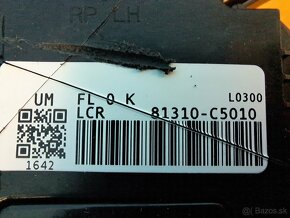 RP LH
UM FL 0 K L0300
LCR 81310-C5010
1642
Bazos.sk